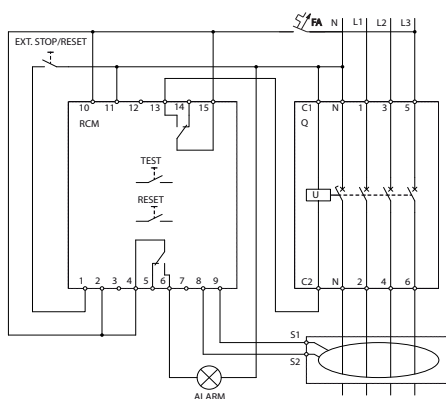 FA N L1 L2 L3
EXT. STOP/RESET
10 11 12 13 14 15
RCM
C1 N 1 3 5
Q
TEST
RESET
U
1 2 3 4 5 6 7 8 9
C2 N 2 4 6
S1
S2
ALARM